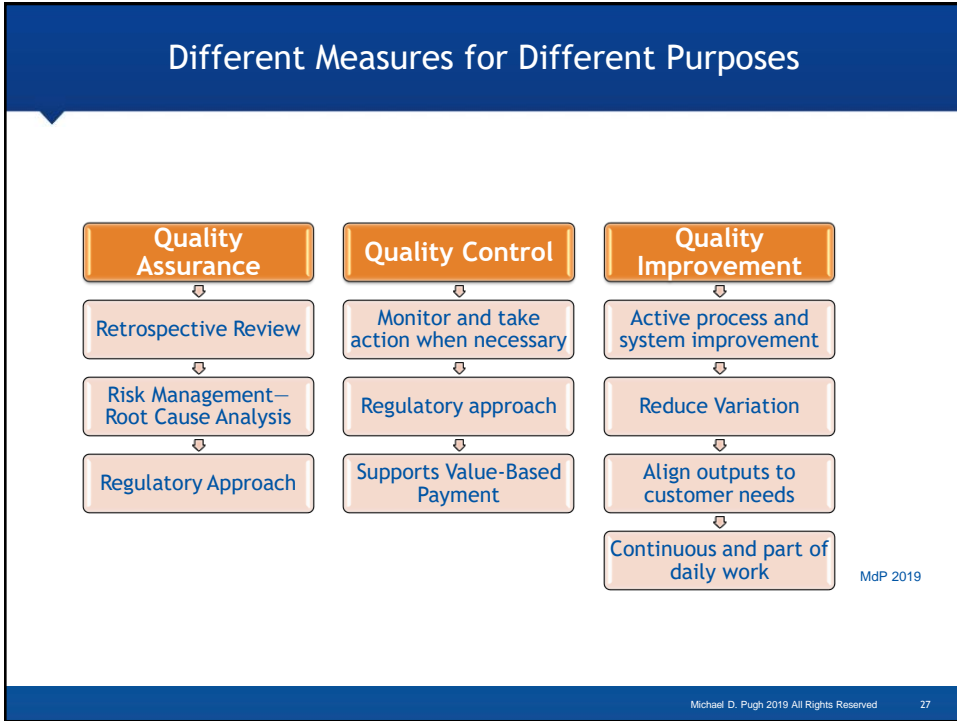 Different Measures for Different Purposes
Quality
Assurance
Retrospective Review
Risk Management—
Root Cause Analysis
Regulatory Approach
Quality Control
Monitor and take
action when necessary
Regulatory approach
Supports Value-Based
Payment
Quality
Improvement
Active process and
system improvement
Reduce Variation
Align outputs to
customer needs
Continuous and part of
daily work
MdP 2019
Michael D. Pugh 2019 All Rights Reserved 27